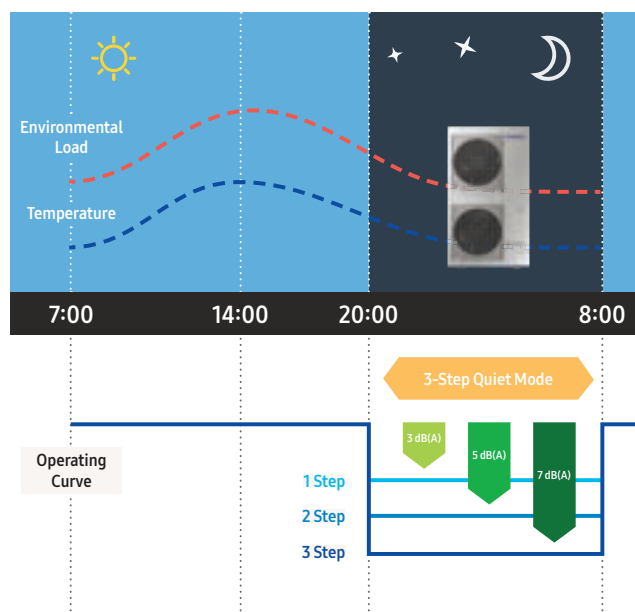 Environmental
Load
Temperature
7:00
14:00
20:00
8:00
3-Step Quiet Mode
3 dB(A)
5 dB(A)
7 dB(A)
Operating
Curve
1 Step
2 Step
3 Step